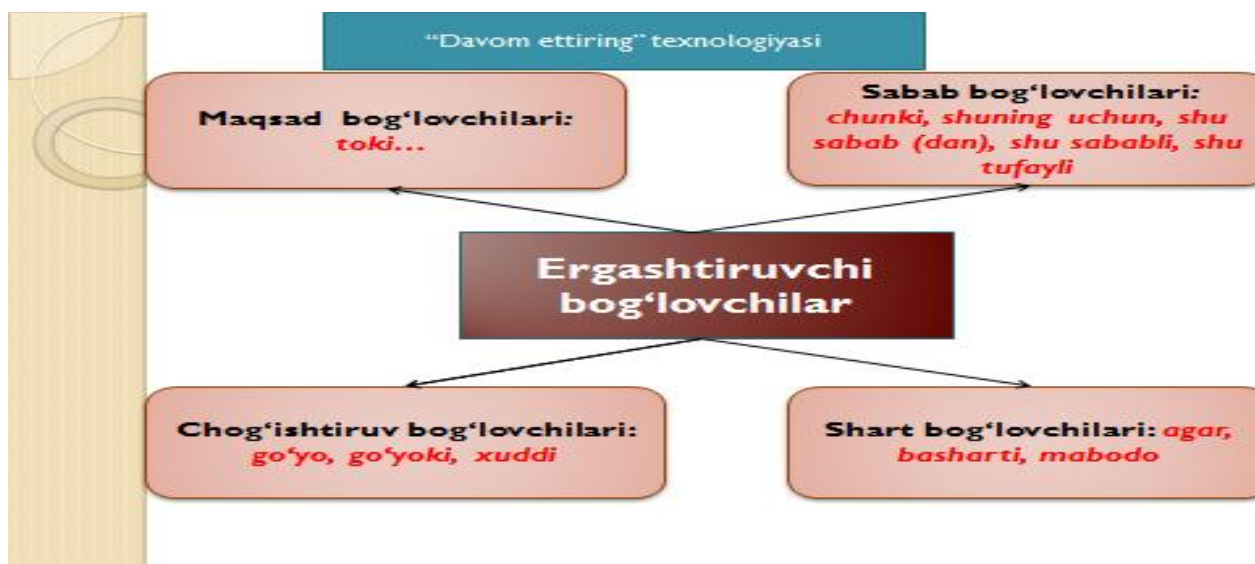 “Davom ettiring” texnologiyasi
Maqsad bog‘lovchilari:
toki...
Sabab bog‘lovchilari:
chunki, shuning uchun, shu
sabab (dan), shu sababli, shu
tufayli
Ergashtiruvchi
bog‘lovchilar
Chog‘ishtiruv bog‘lovchilari:
go‘yo, go‘yoki, xuddi
Shart bog‘lovchilari: agar,
basharti, mabodo